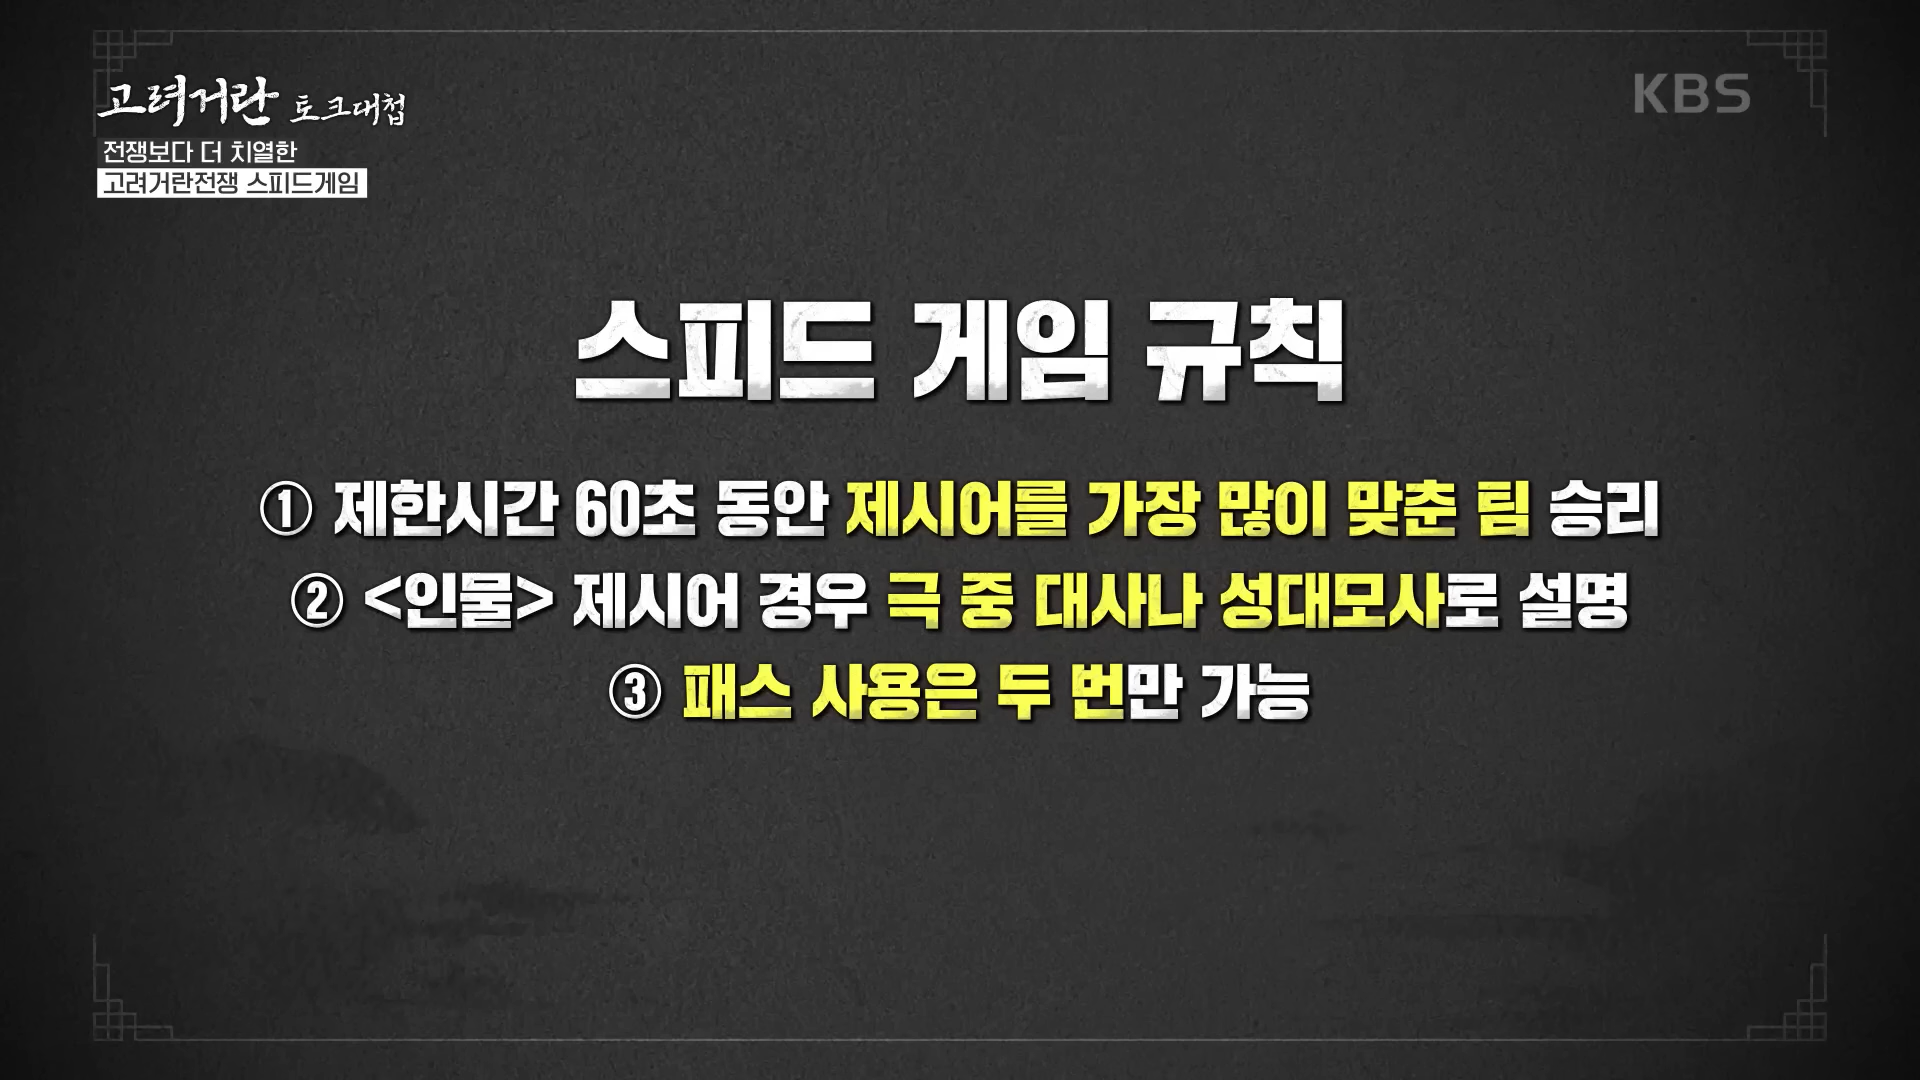 고려거란 토크대첩
전쟁보다 더 치열한
고려거란전쟁 스피드게임
KBS
스피드 게임 규칙
① 제한시간 60초 동안 제시어를 가장 많이 맞춘 팀 승리
② <인물> 제시어 경우 극 중 대사나 성대모사로 설명
③ 패스 사용은 두 번만 가능